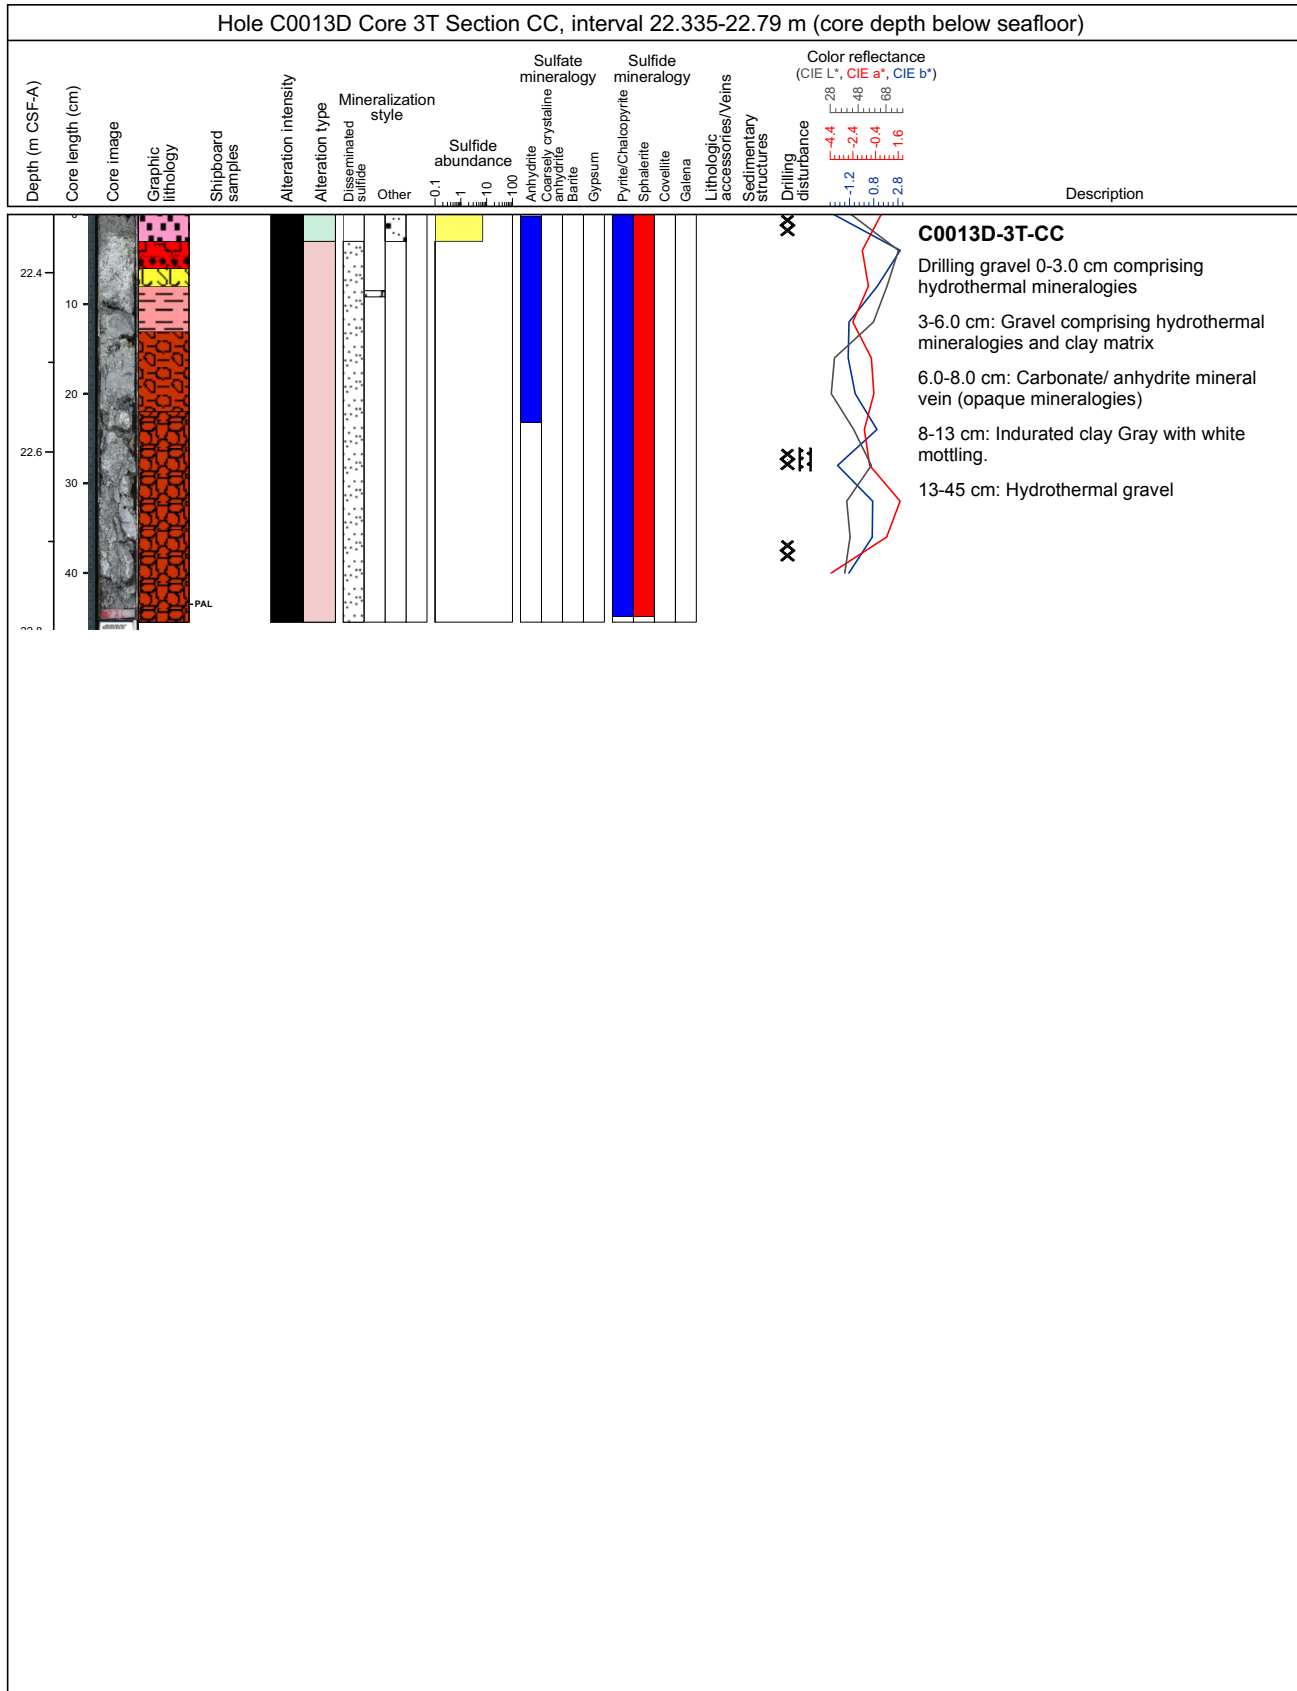 Hole C0013D Core 3T Section CC, interval 22.335-22.79 m (core depth below seafloor)
Depth (m CSF-A)
Core length (cm)
Core image
Graphic
lithology
Shipboard
samples
Alteration intensity
Alteration type
Mineralization
style
Disseminated
sulfide
Other
Sulfide
abundance
0.1
1
10
100
Sulfate
mineralogy
Anhydrite
Coarsely crystaline
anhydrite
Barite
Gypsum
Sulfide
mineralogy
Pyrite/Chalcopyrite
Sphalerite
Covellite
Galena
Lithologic
accessories/Veins
Sedimentary
structures
Drilling
disturbance
Color reflectance
(CIE L*, CIE a*, CIE b*)
28
48
68
-4.4
-2.4
-0.4
1.6
-1.2
0.8
2.8
Description
22.4
22.6
10
20
30
40
PAL
C0013D-3T-CC
Drilling gravel 0-3.0 cm comprising
hydrothermal mineralogies
3-6.0 cm: Gravel comprising hydrothermal
mineralogies and clay matrix
6.0-8.0 cm: Carbonate/ anhydrite mineral
vein (opaque mineralogies)
8-13 cm: Indurated clay Gray with white
mottling.
13-45 cm: Hydrothermal gravel